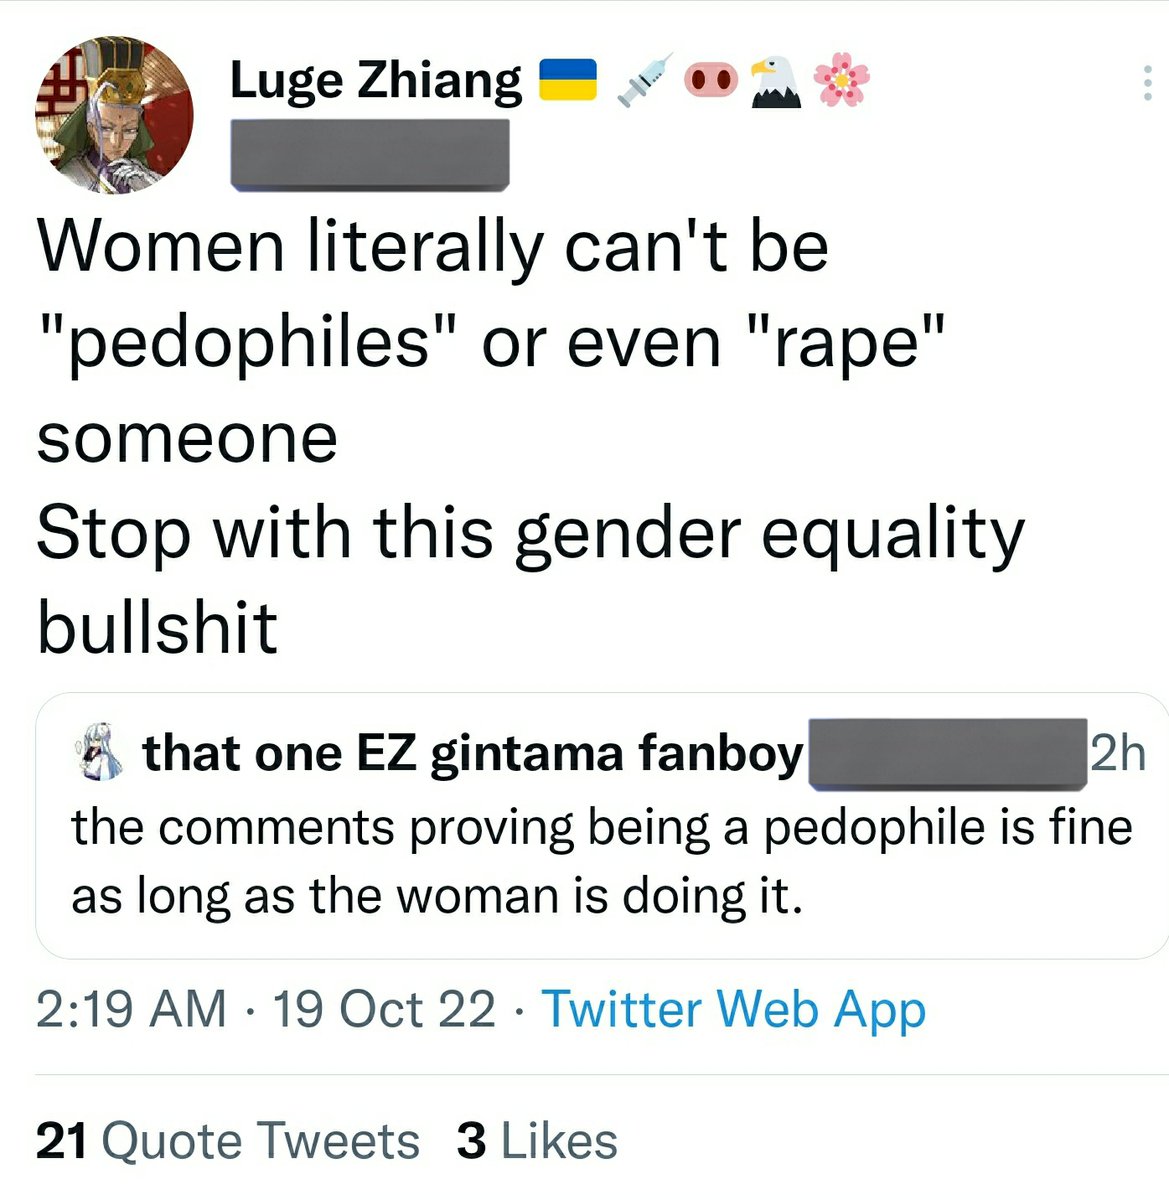 Luge Zhiang 🇺🇦 💉 🐽 🦅 🌸
Women literally can't be
"pedophiles" or even "rape"
someone
Stop with this gender equality
bullshit
that one EZ gintama fanboy 2h
the comments proving being a pedophile is fine
as long as the woman is doing it.
2:19 AM · 19 Oct 22 · Twitter Web App
21 Quote Tweets 3 Likes